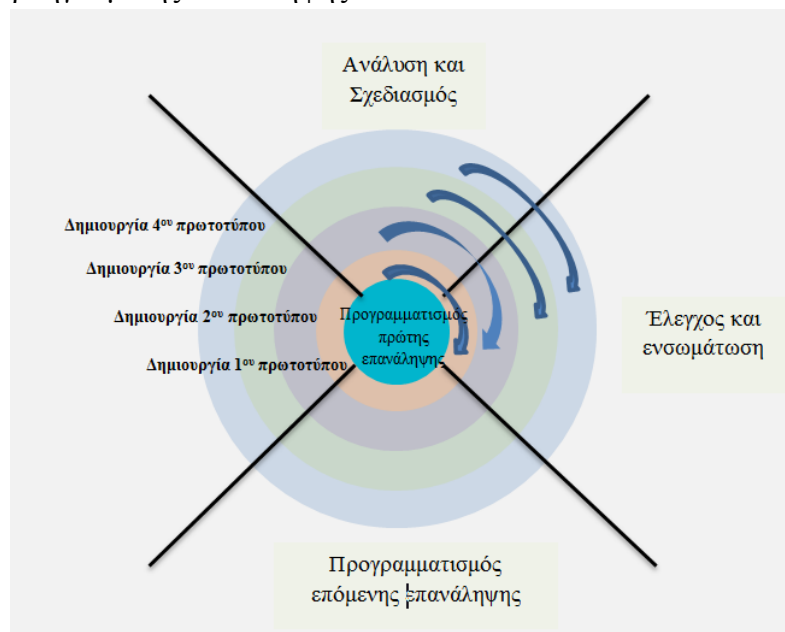 Ανάλυση και
Σχεδιασμός
Δημιουργία 4ου πρωτοτύπου
Δημιουργία 3ου πρωτοτύπου
Δημιουργία 2ου πρωτοτύπου
Δημιουργία 1ου πρωτοτύπου
Προγραμματισμός
πρώτης
επανάληψης
Έλεγχος και
ενσωμάτωση
Προγραμματισμός
επόμενης επανάληψης